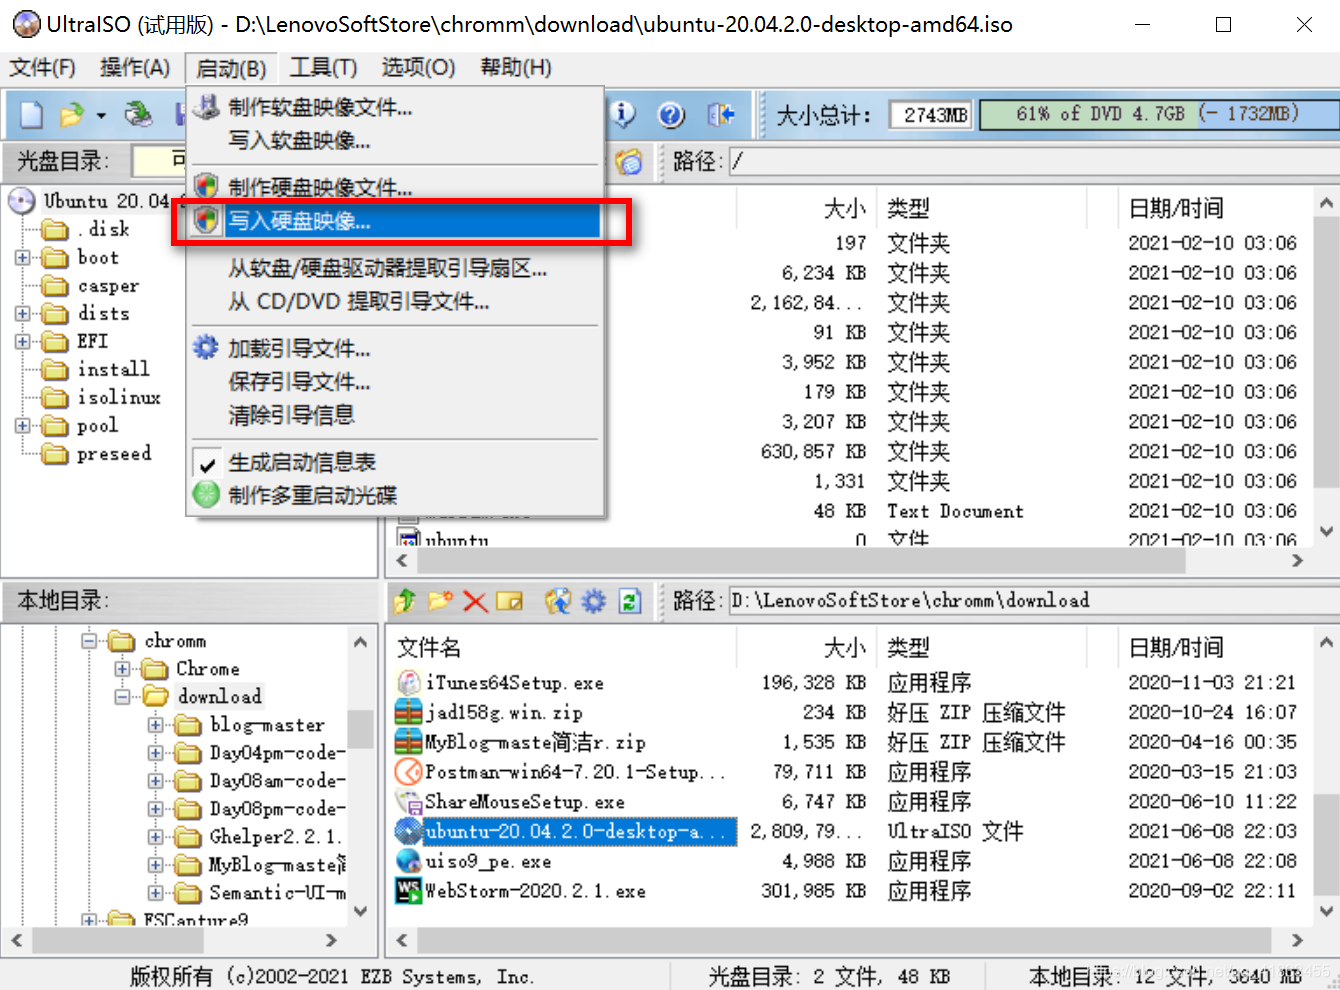 UltraISO (试用版) - D:\LenovoSoftStore\chromm\download\ubuntu-20.04.2.0-desktop-amd64.iso
文件(F) 操作(A) 启动(B) 工具(T) 选项(O) 帮助(H)
大小总计: 2743MB 61% of DVD 4.7GB (- 1732MB)
光盘目录: 可
路径: /
制作软盘映像文件...
写入软盘映像...
制作硬盘映像文件...
写入硬盘映像...
从软盘/硬盘驱动器提取引导扇区...
从 CD/DVD 提取引导文件...
加载引导文件...
保存引导文件...
清除引导信息
生成启动信息表
制作多重启动光碟
Ubuntu 20.04
.disk
boot
casper
dists
EFI
install
isolinux
pool
preseed
大小 类型 日期/时间
197 文件夹 2021-02-10 03:06
6,234 KB 文件夹 2021-02-10 03:06
2,162,84... 文件夹 2021-02-10 03:06
91 KB 文件夹 2021-02-10 03:06
3,952 KB 文件夹 2021-02-10 03:06
179 KB 文件夹 2021-02-10 03:06
3,207 KB 文件夹 2021-02-10 03:06
630,857 KB 文件夹 2021-02-10 03:06
1,331 文件夹 2021-02-10 03:06
48 KB Text Document 2021-02-10 03:06
ubuntu 0 文件 2021-02-10 03:06
本地目录:
路径: D:\LenovoSoftStore\chromm\download
chromm
Chrome
download
blog-master
Day04pm-code-
Day08am-code-
Day08pm-code-
Ghelper2.2.1.
MyBlog-maste简
Semantic-UI-m
FSCapture9
文件名 大小 类型 日期/时间
iTunes64Setup.exe 196,328 KB 应用程序 2020-11-03 21:21
jad158g.win.zip 234 KB 好压 ZIP 压缩文件 2020-10-24 16:07
MyBlog-maste简洁r.zip 1,535 KB 好压 ZIP 压缩文件 2020-04-16 00:35
Postman-win64-7.20.1-Setup... 79,711 KB 应用程序 2020-03-15 21:03
ShareMouseSetup.exe 6,747 KB 应用程序 2020-06-10 11:22
ubuntu-20.04.2.0-desktop-a... 2,809,79... UltraISO 文件 2021-06-08 22:03
uiso9_pe.exe 4,988 KB 应用程序 2021-06-08 22:08
WebStorm-2020.2.1.exe 301,985 KB 应用程序 2020-09-02 22:11
版权所有 (c)2002-2021 EZB Systems, Inc.
光盘目录: 2 文件, 48 KB
本地目录: 12 文件, 3640 MB